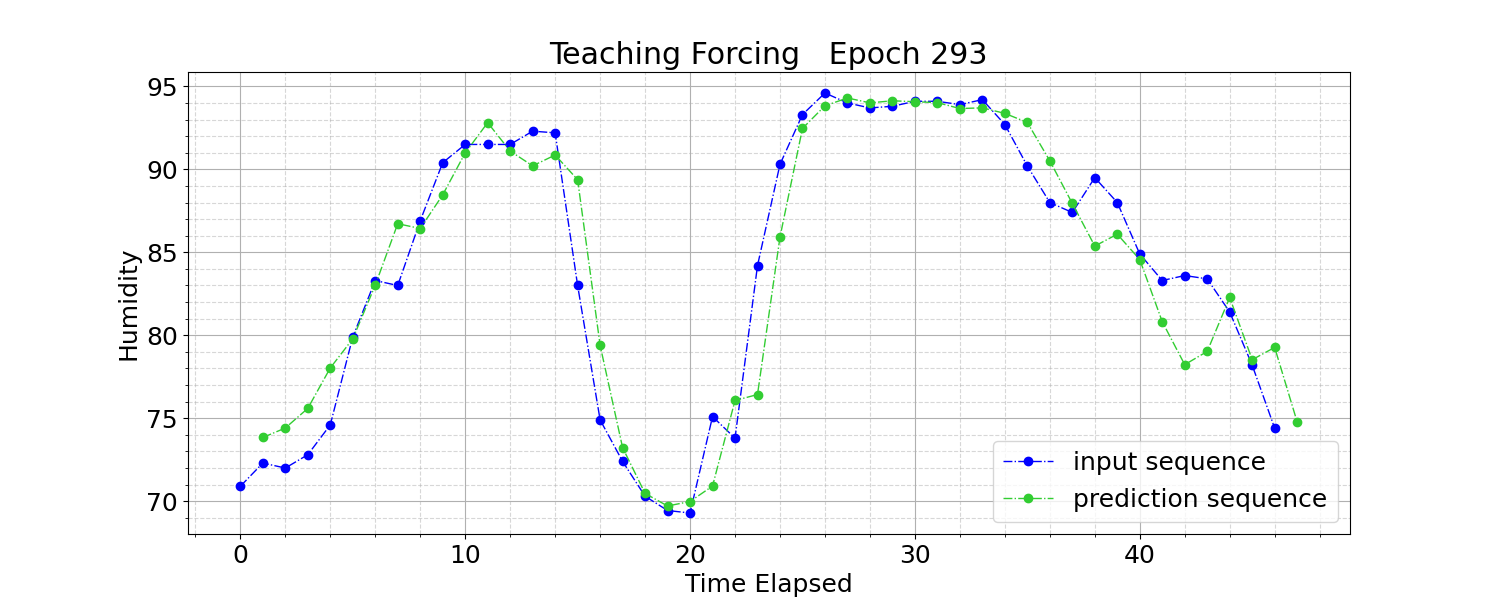 Teaching Forcing   Epoch 293
95
90
85
80
75
70
Humidity
0 10 20 30 40
Time Elapsed
input sequence
prediction sequence